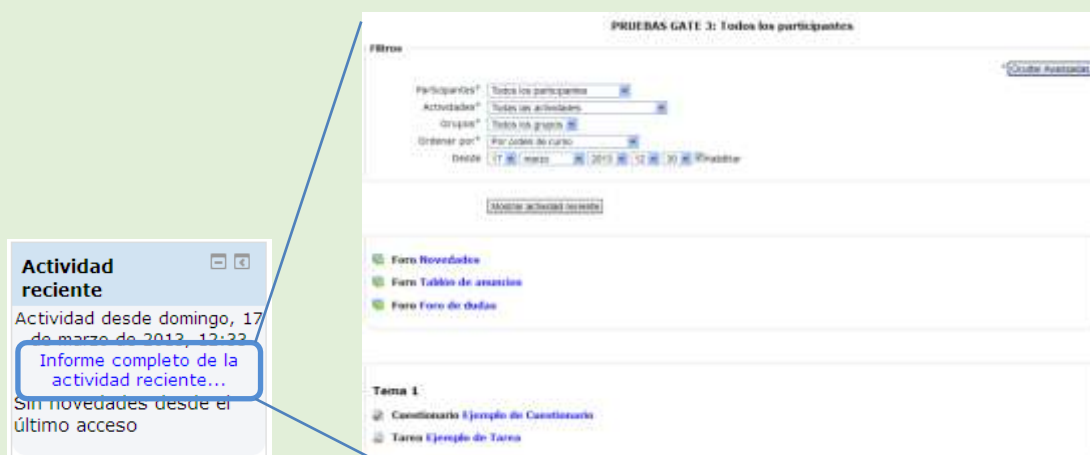 PRUEBAS GATE 3: Todos los participantes
Filtros
Ocultar Avanzadas
Participantes* Todos los participantes
Actividades* Todas las actividades
Grupos* Todos los grupos
Ordenar por* Por orden de curso
Desde 17 marzo 2013 12 30 Habilitar
Mostrar actividad reciente
Foro Novedades
Foro Tablón de anuncios
Foro Foro de dudas
Tema 1
Cuestionario Ejemplo de Cuestionario
Tarea Ejemplo de Tarea
Actividad
reciente
Actividad desde domingo, 17
de marzo de 2013, 12:33
Informe completo de la
actividad reciente...
Sin novedades desde el
último acceso